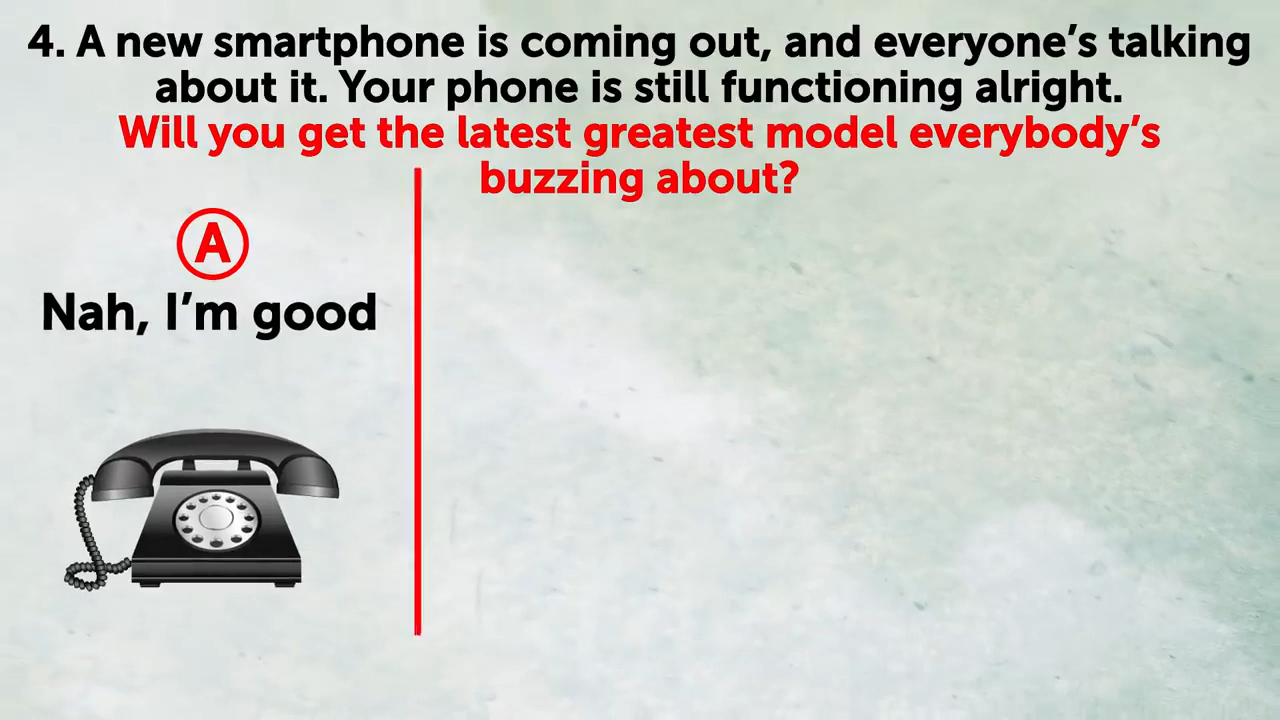 4. A new smartphone is coming out, and everyone’s talking
about it. Your phone is still functioning alright.
Will you get the latest greatest model everybody’s
buzzing about?
A
Nah, I’m good